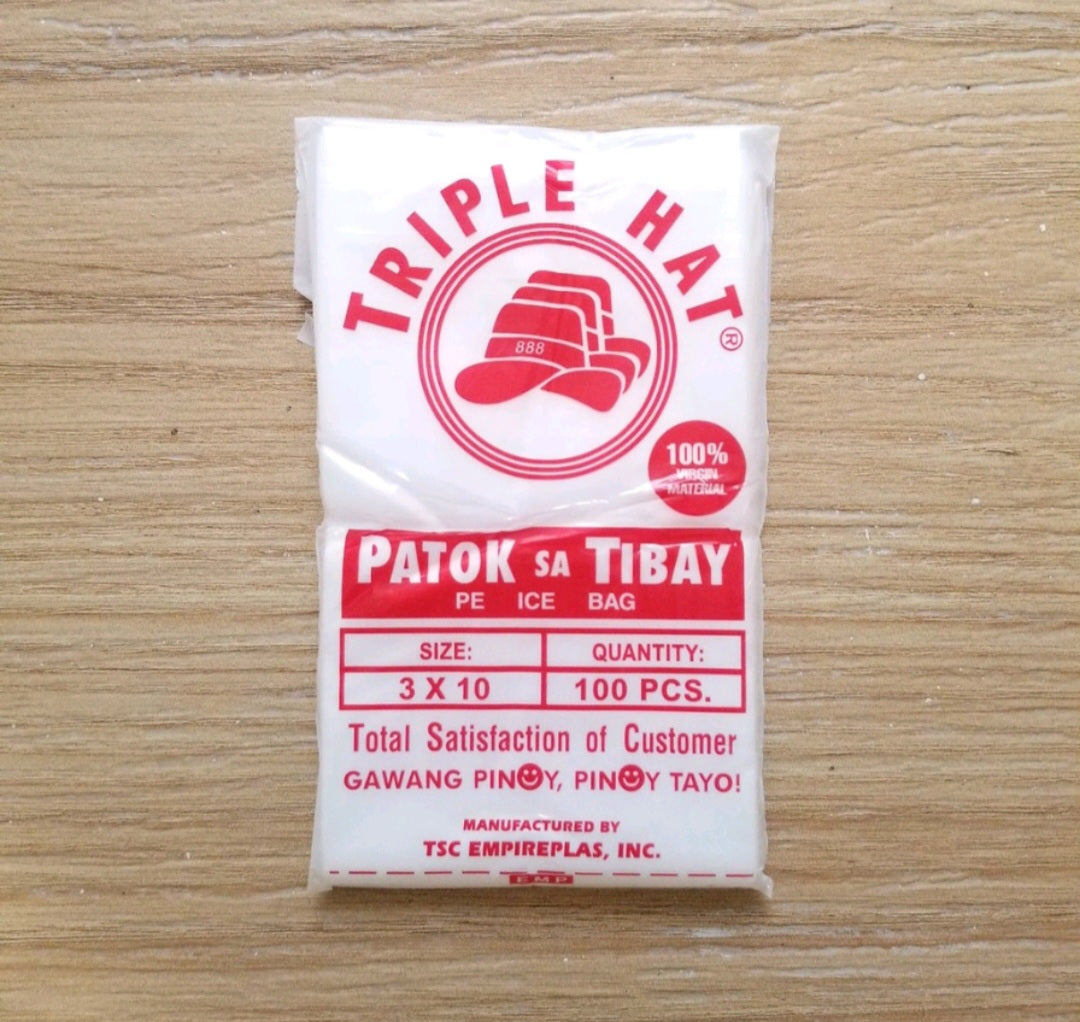 TRIPLE HAT®
888
100%
VIRGIN
MATERIAL
PATOK SA TIBAY
PE ICE BAG
SIZE: QUANTITY:
3 X 10 100 PCS.
Total Satisfaction of Customer
GAWANG PINOY, PINOY TAYO!
MANUFACTURED BY
TSC EMPIREPLAS, INC.
EMP